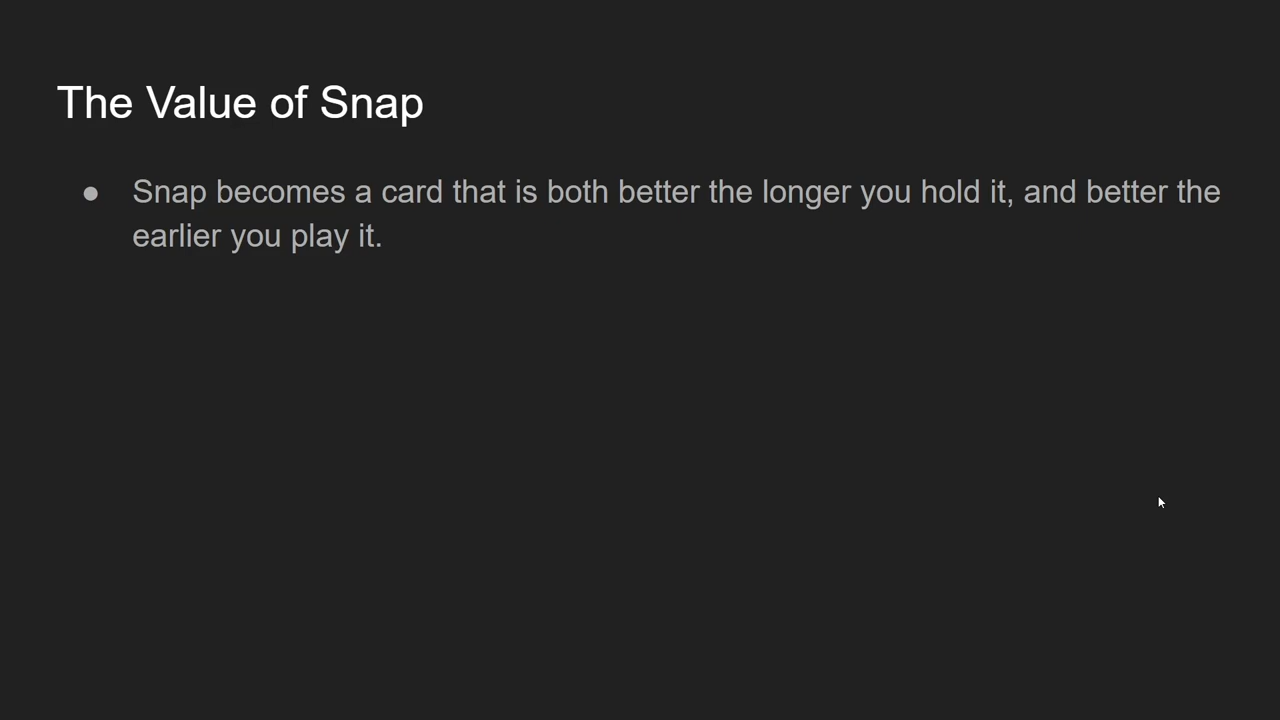 The Value of Snap
● Snap becomes a card that is both better the longer you hold it, and better the
earlier you play it.